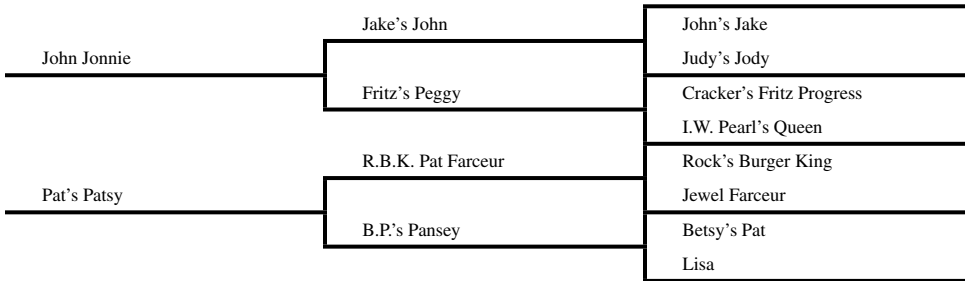 Jake's John
John's Jake
John Jonnie
Judy's Jody
Fritz's Peggy
Cracker's Fritz Progress
I.W. Pearl's Queen
R.B.K. Pat Farceur
Rock's Burger King
Pat's Patsy
Jewel Farceur
B.P.'s Pansey
Betsy's Pat
Lisa